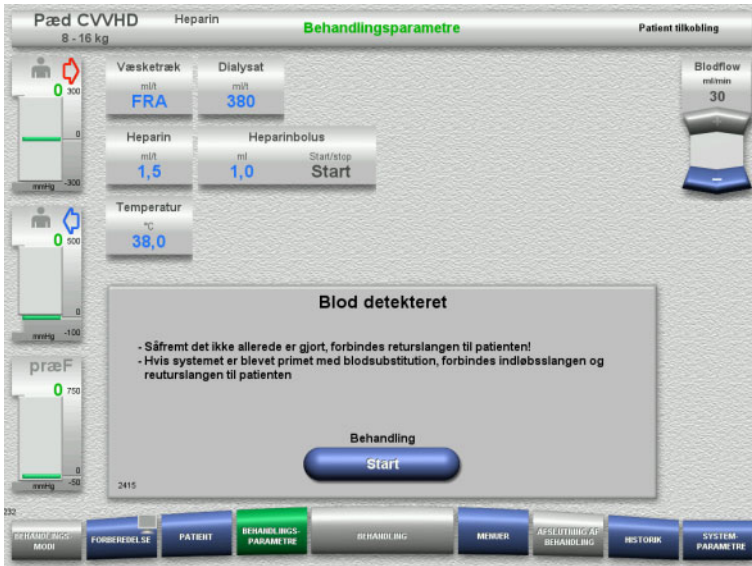 Pæd CVVHD Heparin Behandlingsparametre Patient tilkobling
8 - 16 kg
0 300
0
mmHg -300
Væsketræk
ml/t
FRA
Dialysat
ml/t
380
Blodflow
ml/min
30
+
-
Heparin
ml/t
1,5
Heparinbolus
ml Start/stop
1,0 Start
Temperatur
°C
38,0
0 500
0
mmHg -100
præF
0 750
0
mmHg -50
Blod detekteret
- Såfremt det ikke allerede er gjort, forbindes returslangen til patienten!
- Hvis systemet er blevet primet med blodsubstitution, forbindes indløbsslangen og
reuturslangen til patienten
Behandling
Start
2415
232
BEHANDLINGS-
MODI
FORBEREDELSE
PATIENT
BEHANDLINGS-
PARAMETRE
BEHANDLING
MENUER
AFSLUTNING AF
BEHANDLING
HISTORIK
SYSTEM-
PARAMETRE